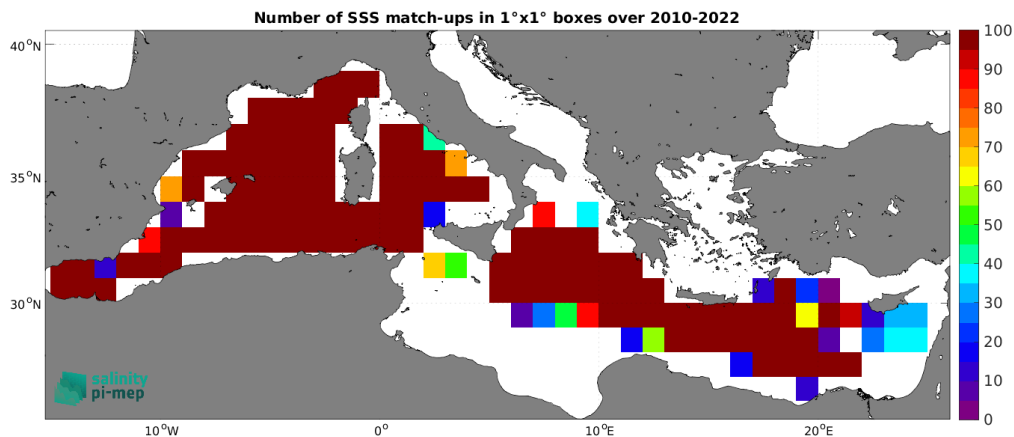 Number of SSS match-ups in 1°x1° boxes over 2010-2022
40°N
35°N
30°N
10°W
0°
10°E
20°E
100
90
80
70
60
50
40
30
20
10
0
salinity
pi-mep